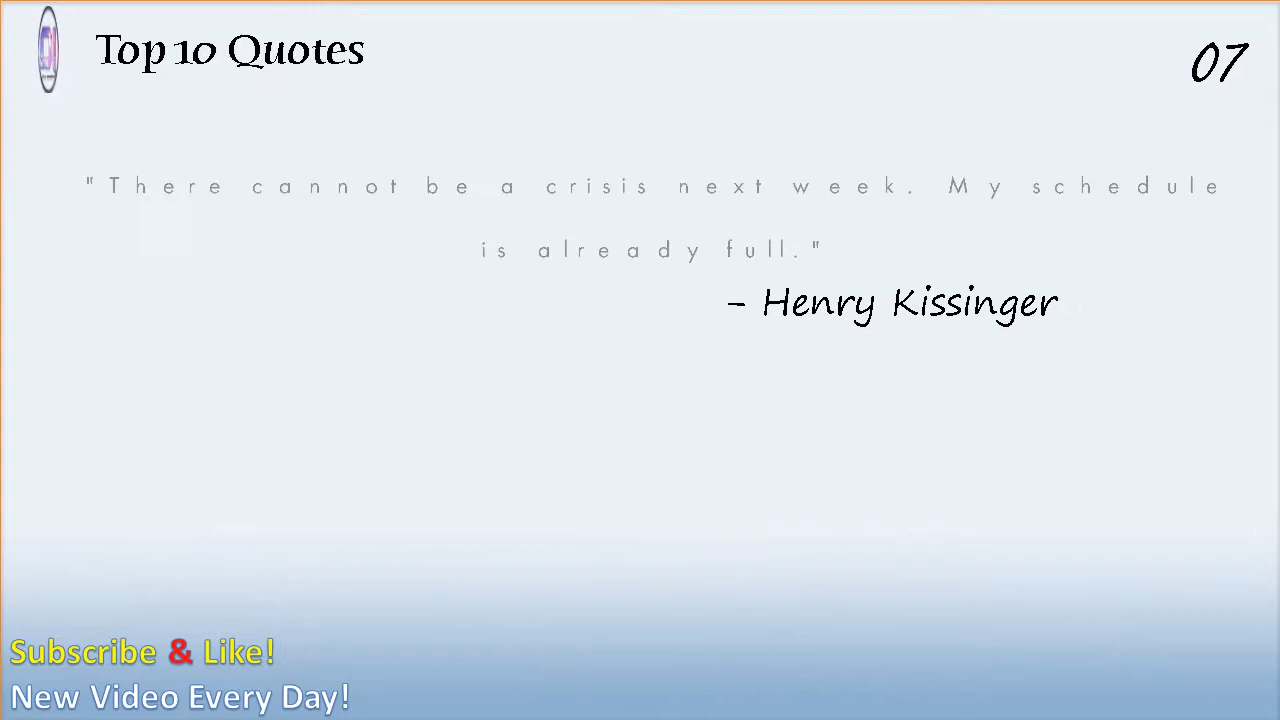 Top 10 Quotes
07
"There cannot be a crisis next week. My schedule
is already full."
- Henry Kissinger
Subscribe & Like!
New Video Every Day!